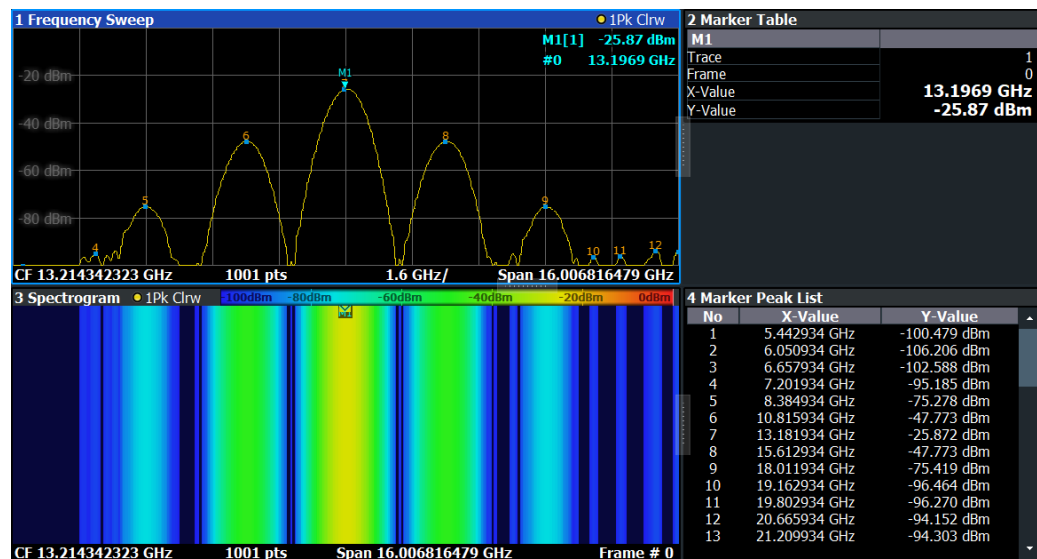 1 Frequency Sweep
1Pk Clrw
M1[1] -25.87 dBm
#0 13.1969 GHz
M1
-20 dBm
-40 dBm
-60 dBm
-80 dBm
4
5
6
8
9
10
11
12
CF 13.214342323 GHz 1001 pts 1.6 GHz/ Span 16.006816479 GHz
2 Marker Table
M1
Trace 1
Frame 0
X-Value 13.1969 GHz
Y-Value -25.87 dBm
3 Spectrogram 1Pk Clrw -100dBm -80dBm -60dBm -40dBm -20dBm 0dBm
CF 13.214342323 GHz 1001 pts Span 16.006816479 GHz Frame # 0
4 Marker Peak List
No X-Value Y-Value
1 5.442934 GHz -100.479 dBm
2 6.050934 GHz -106.206 dBm
3 6.657934 GHz -102.588 dBm
4 7.201934 GHz -95.185 dBm
5 8.384934 GHz -75.278 dBm
6 10.815934 GHz -47.773 dBm
7 13.181934 GHz -25.872 dBm
8 15.612934 GHz -47.773 dBm
9 18.011934 GHz -75.419 dBm
10 19.162934 GHz -96.464 dBm
11 19.802934 GHz -96.270 dBm
12 20.665934 GHz -94.152 dBm
13 21.209934 GHz -94.303 dBm